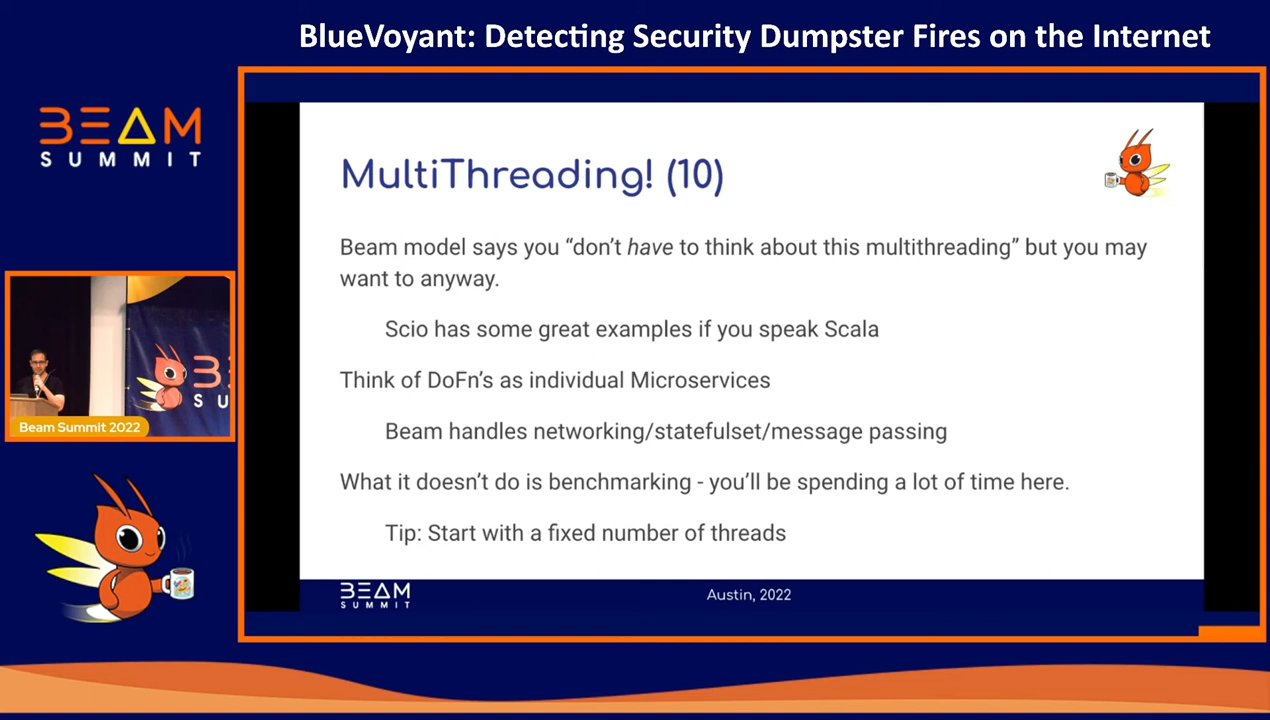 BlueVoyant: Detecting Security Dumpster Fires on the Internet
BEAM
SUMMIT
MultiThreading! (10)
Beam model says you “don’t have to think about this multithreading” but you may
want to anyway.
Scio has some great examples if you speak Scala
Think of DoFn’s as individual Microservices
Beam handles networking/statefulset/message passing
What it doesn’t do is benchmarking - you’ll be spending a lot of time here.
Tip: Start with a fixed number of threads
BEAM
SUMMIT
Austin, 2022
Beam Summit 2022